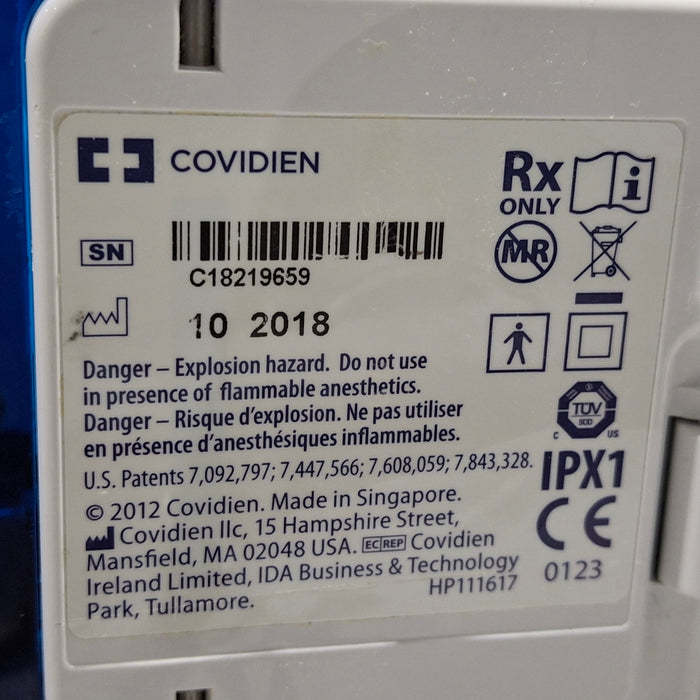 COVIDIEN
Rx
ONLY
i
SN
C18219659
MR
10 2018
Danger – Explosion hazard. Do not use
in presence of flammable anesthetics.
Danger – Risque d'explosion. Ne pas utiliser
en présence d'anesthésiques inflammables.
TÜV
SÜD
C US
U.S. Patents 7,092,797; 7,447,566; 7,608,059; 7,843,328.
IPX1
© 2012 Covidien. Made in Singapore.
Covidien llc, 15 Hampshire Street,
Mansfield, MA 02048 USA. EC REP Covidien
Ireland Limited, IDA Business & Technology
Park, Tullamore.
HP111617
CE
0123